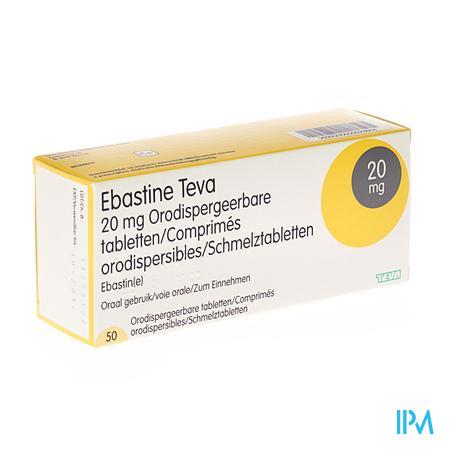 Ebastine Teva
20 mg Orodispergeerbare
tabletten/Comprimés
orodispersibles/Schmelztabletten
Ebastin(e)
Oraal gebruik/voie orale/Zum Einnehmen
50
Orodispergeerbare tabletten/Comprimés
orodispersibles/Schmelztabletten
20
mg
TEVA
IPM